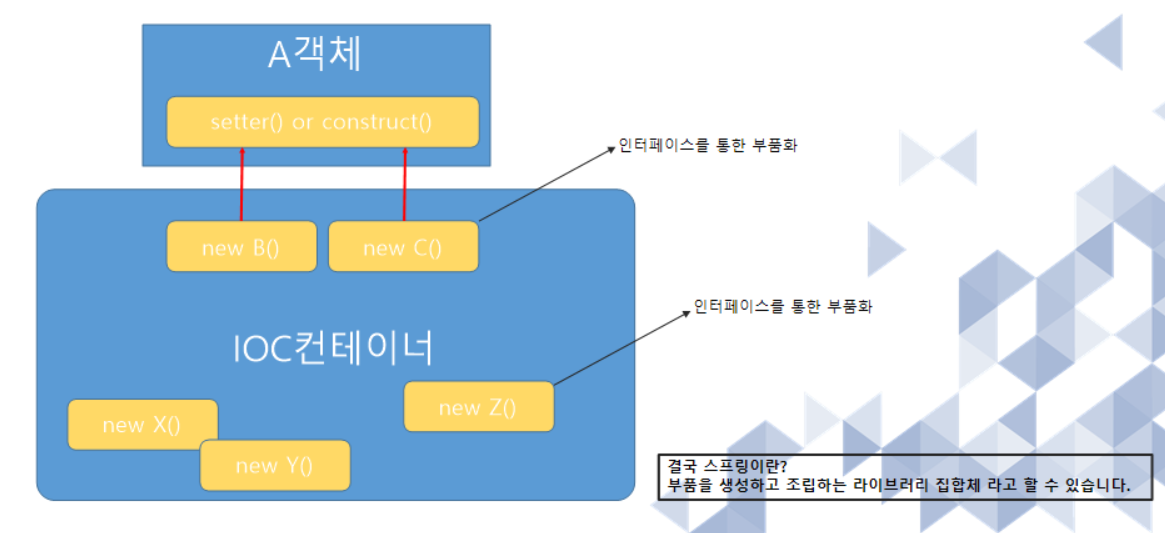 A객체
setter() or construct()
인터페이스를 통한 부품화
new B()
new C()
인터페이스를 통한 부품화
IOC컨테이너
new Z()
new X()
new Y()
결국 스프링이란?
부품을 생성하고 조립하는 라이브러리 집합체 라고 할 수 있습니다.